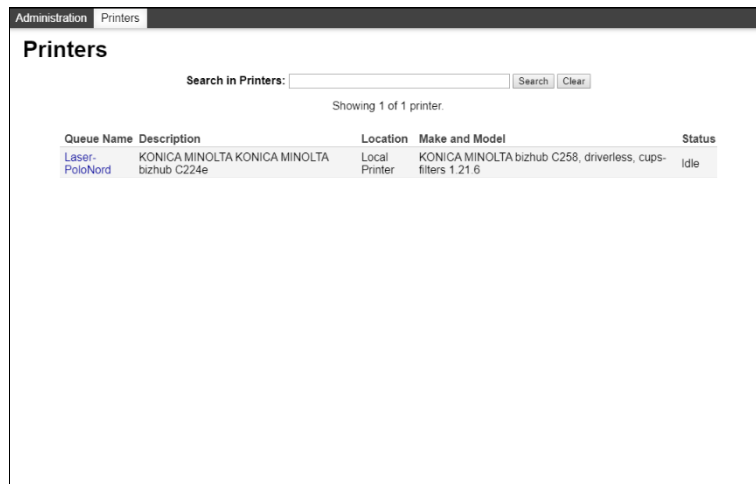 Administration Printers
Printers
Search in Printers: Search Clear
Showing 1 of 1 printer.
Queue Name Description Location Make and Model Status
Laser- KONICA MINOLTA KONICA MINOLTA Local KONICA MINOLTA bizhub C258, driverless, cups- Idle
PoloNord bizhub C224e Printer filters 1.21.6